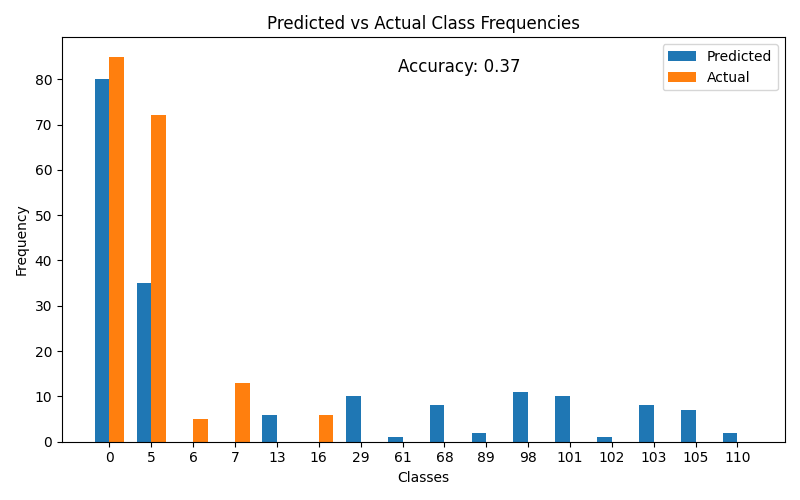 Predicted vs Actual Class Frequencies
Accuracy: 0.37
Predicted
Actual
Frequency
80
70
60
50
40
30
20
10
0
0 5 6 7 13 16 29 61 68 89 98 101 102 103 105 110
Classes